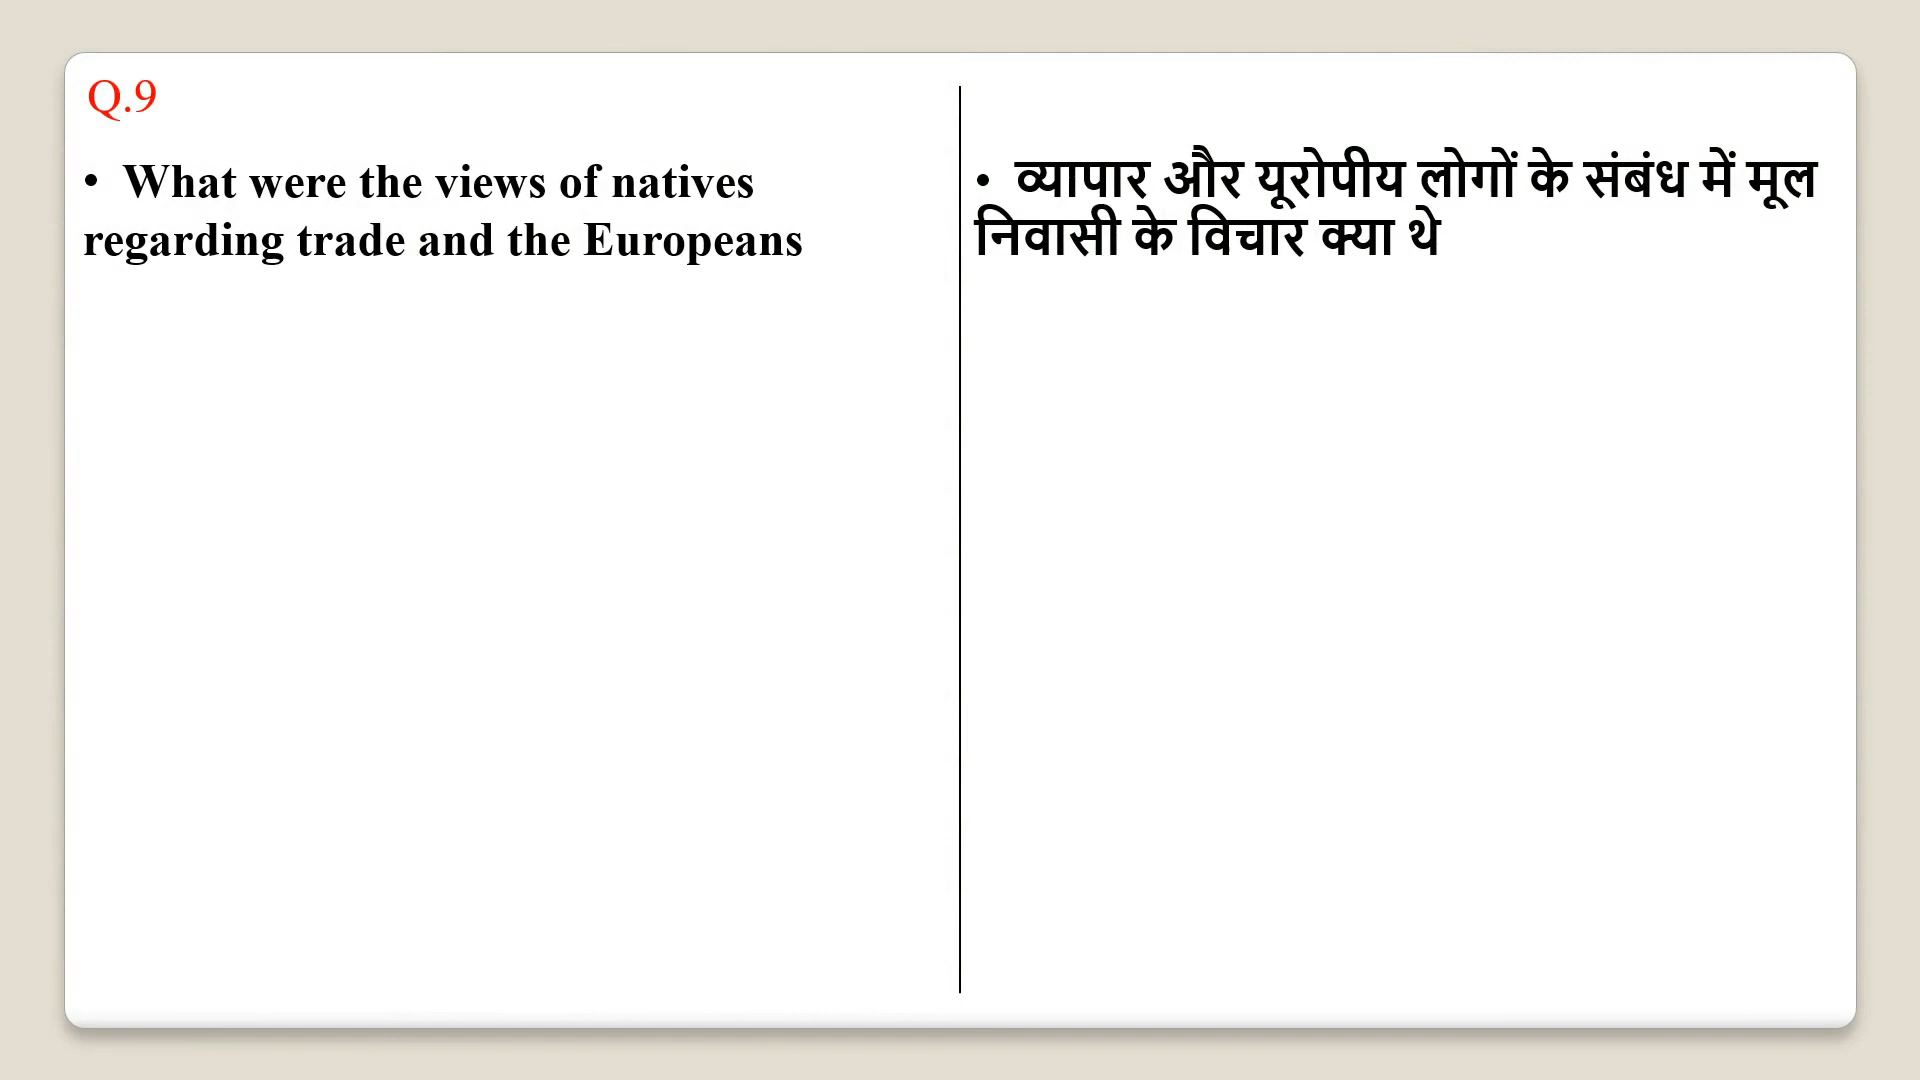 Q.9
• What were the views of natives
regarding trade and the Europeans
• व्यापार और यूरोपीय लोगों के संबंध में मूल
निवासी के विचार क्या थे